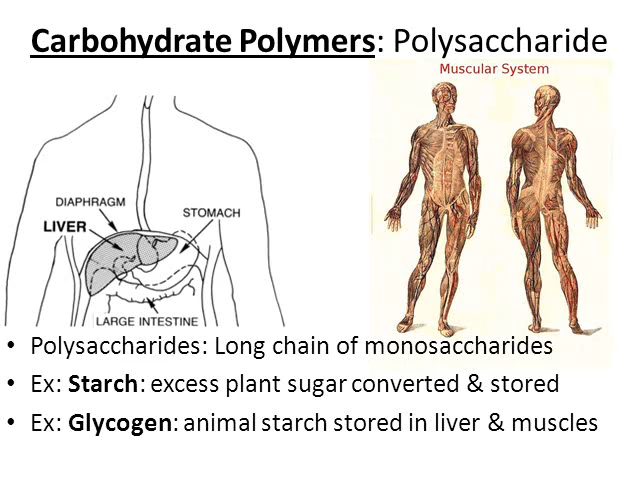 Carbohydrate Polymers: Polysaccharide
Muscular System
DIAPHRAGM
LIVER
STOMACH
LARGE INTESTINE
• Polysaccharides: Long chain of monosaccharides
• Ex: Starch: excess plant sugar converted & stored
• Ex: Glycogen: animal starch stored in liver & muscles